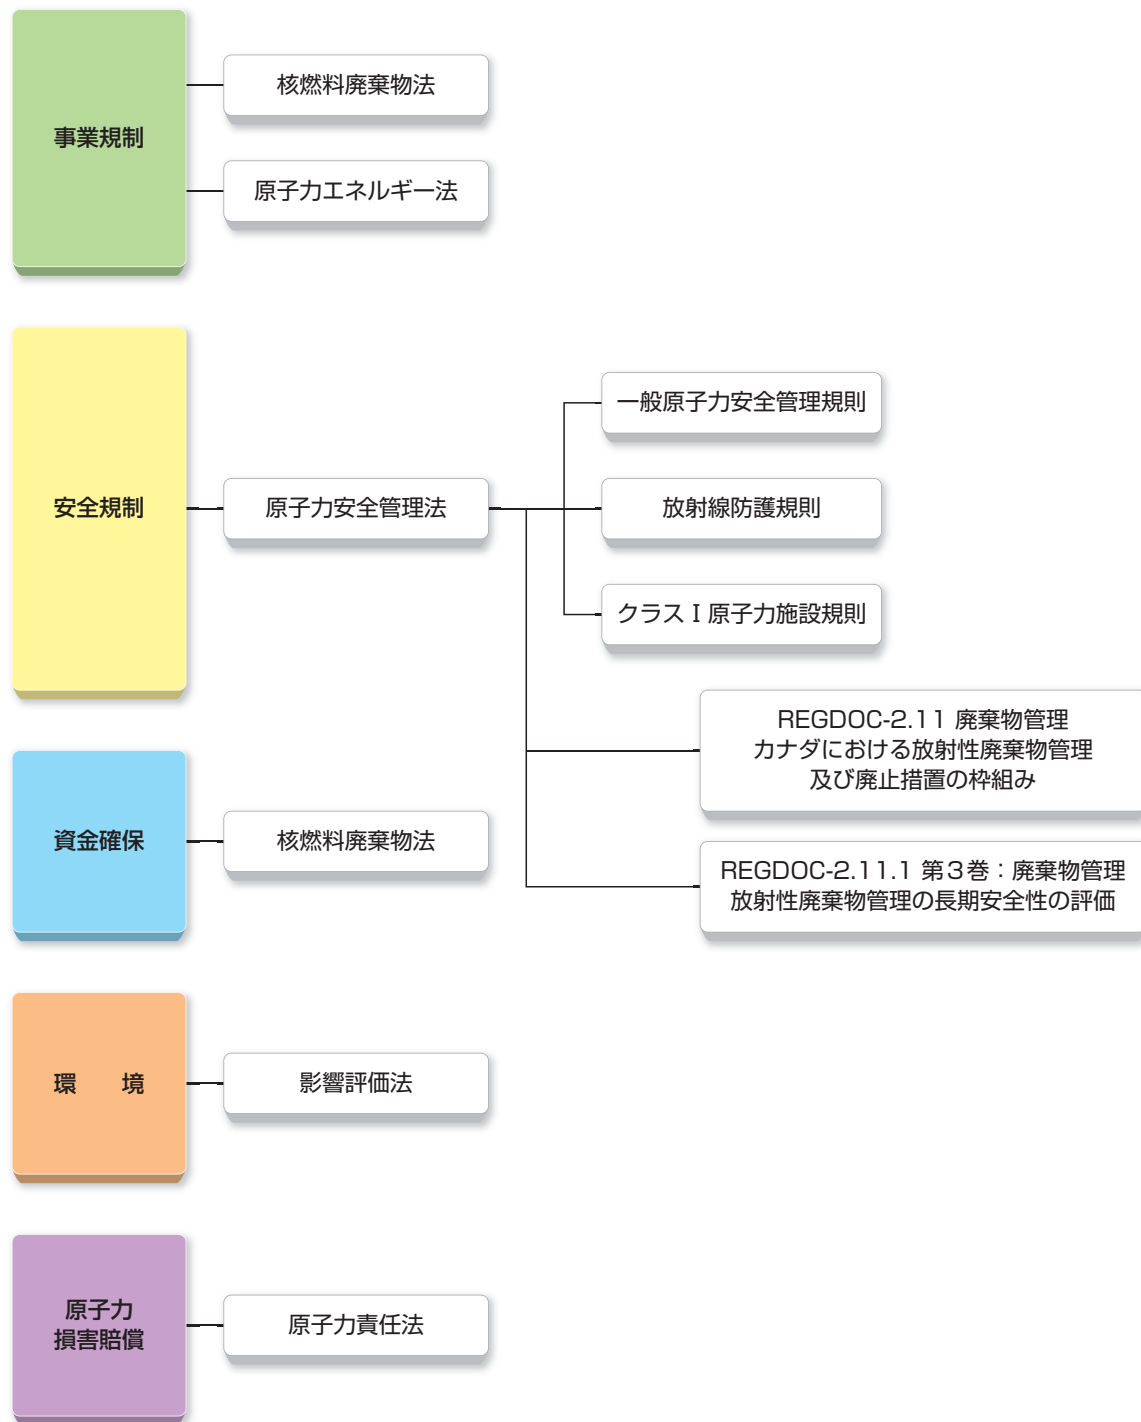 事業規制
核燃料廃棄物法
原子力エネルギー法
安全規制
原子力安全管理法
一般原子力安全管理規則
放射線防護規則
クラスⅠ原子力施設規則
REGDOC-2.11 廃棄物管理
カナダにおける放射性廃棄物管理
及び廃止措置の枠組み
REGDOC-2.11.1 第3巻：廃棄物管理
放射性廃棄物管理の長期安全性の評価
資金確保
核燃料廃棄物法
環　境
影響評価法
原子力
損害賠償
原子力責任法